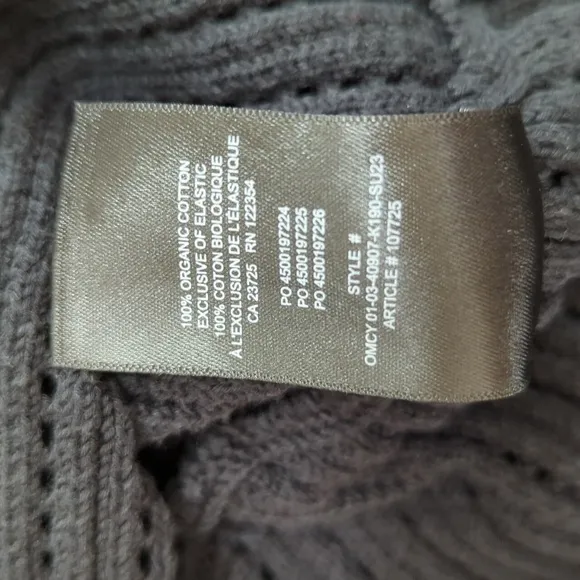 100% ORGANIC COTTON
EXCLUSIVE OF ELASTIC
100% COTON BIOLOGIQUE
À L'EXCLUSION DE L'ÉLASTIQUE
CA 23725 RN 122354
PO 4500197224
PO 4500197225
PO 4500197226
STYLE #
OMCY 01-03-40907-K190-SU23
ARTICLE # 107725